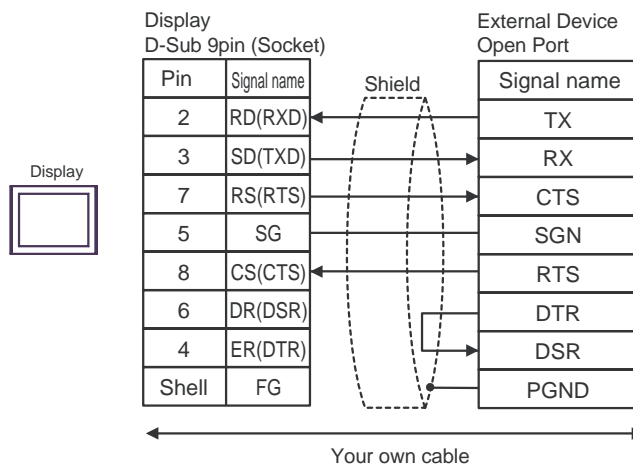 Display
D-Sub 9pin (Socket)
External Device
Open Port
Pin Signal name Shield Signal name
2 RD(RXD) TX
3 SD(TXD) RX
Display
7 RS(RTS) CTS
5 SG SGN
8 CS(CTS) RTS
6 DR(DSR) DTR
4 ER(DTR) DSR
Shell FG PGND
Your own cable